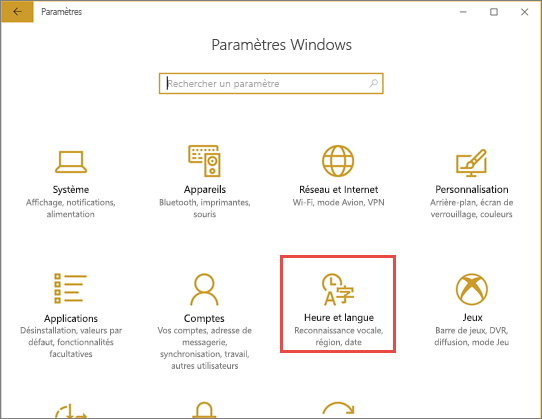 Paramètres
Paramètres Windows
Rechercher un paramètre
Système
Affichage, notifications,
alimentation
Appareils
Bluetooth, imprimantes,
souris
Réseau et Internet
Wi-Fi, mode Avion, VPN
Personnalisation
Arrière-plan, écran de
verrouillage, couleurs
Applications
Désinstallation, valeurs par
défaut, fonctionnalités
facultatives
Comptes
Vos comptes, adresse de
messagerie,
synchronisation, travail,
autres utilisateurs
A字
Heure et langue
Reconnaissance vocale,
région, date
Jeux
Barre de jeux, DVR,
diffusion, mode Jeu